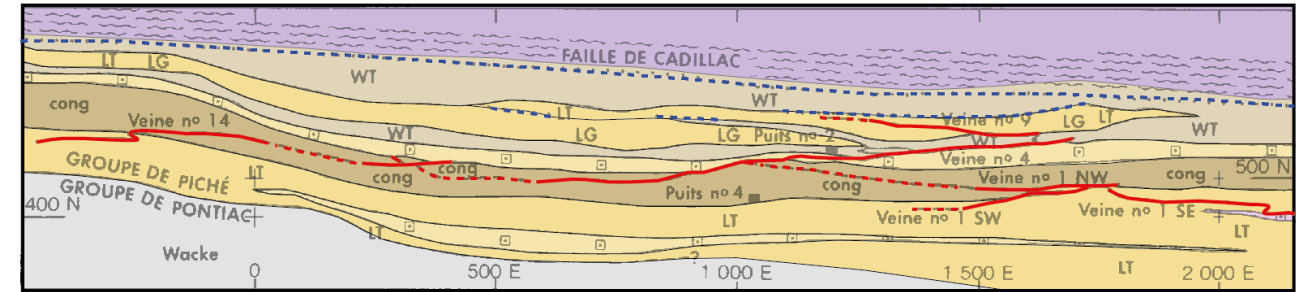 FAILLE DE CADILLAC
LT LG
WT
WT
cong
Veine nº 14
LT
Veine nº 9
LG LT
WT
LG
LG
Puits nº 2
WT
WT
Veine nº 4
GROUPE DE PICHÉ
LT
cong
cong
Veine nº 1 NW
cong
500 N
GROUPE DE PONTIAC
Puits nº 4
cong
400 N
LT
Veine nº 1 SW
Veine nº 1 SE
LT
LT
Wacke
?
LT
0
500 E
1 000 E
1 500 E
2 000 E